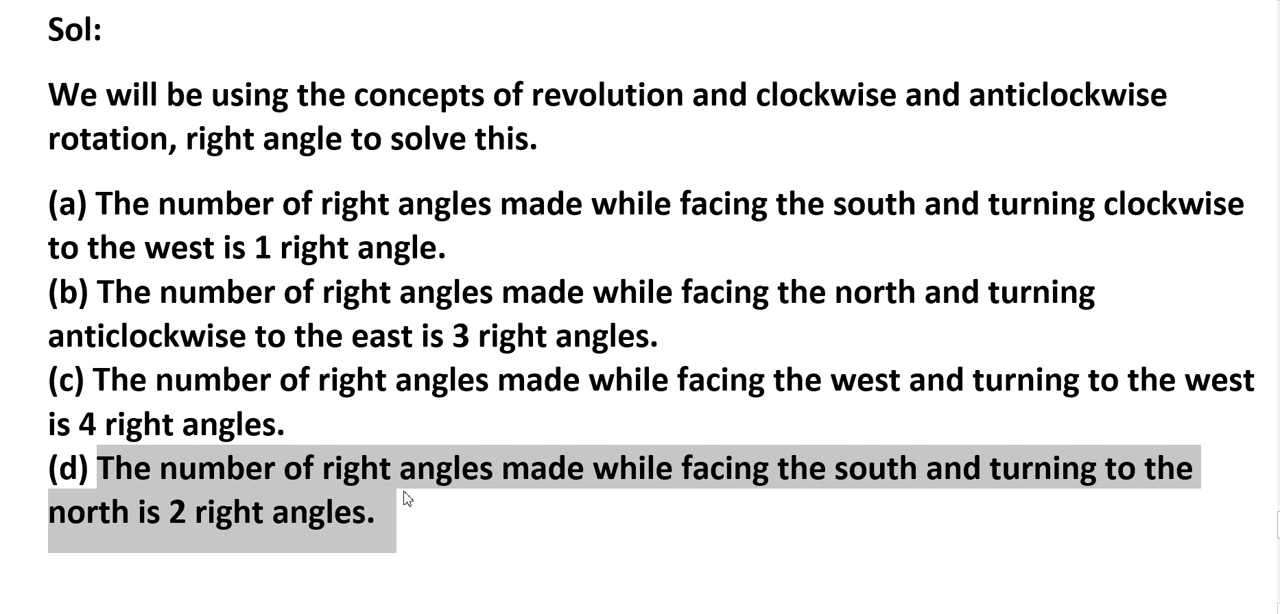 Sol:
We will be using the concepts of revolution and clockwise and anticlockwise
rotation, right angle to solve this.
(a) The number of right angles made while facing the south and turning clockwise
to the west is 1 right angle.
(b) The number of right angles made while facing the north and turning
anticlockwise to the east is 3 right angles.
(c) The number of right angles made while facing the west and turning to the west
is 4 right angles.
(d) The number of right angles made while facing the south and turning to the
north is 2 right angles.